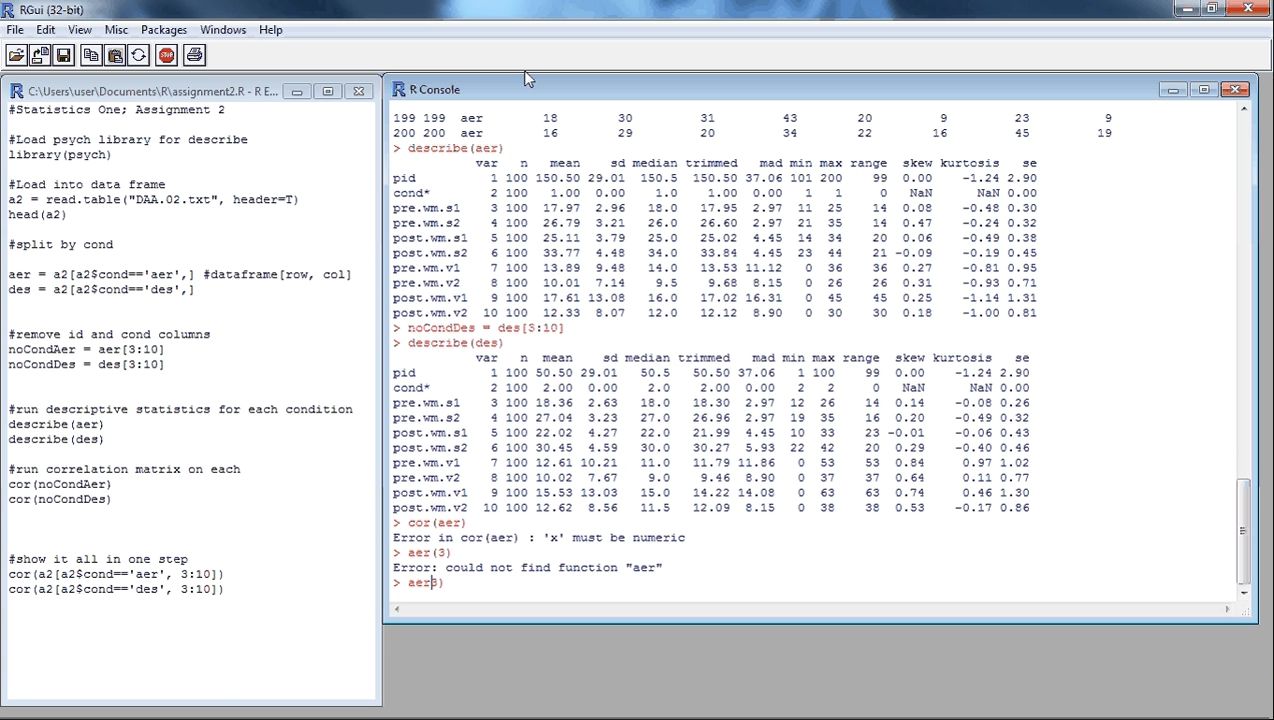 RGui (32-bit)
File Edit View Misc Packages Windows Help
C:\Users\user\Documents\R\assignment2.R - R E...
#Statistics One; Assignment 2
#Load psych library for describe
library(psych)
#Load into data frame
a2 = read.table("DAA.02.txt", header=T)
head(a2)
#split by cond
aer = a2[a2$cond=='aer',] #dataframe[row, col]
des = a2[a2$cond=='des',]
#remove id and cond columns
noCondAer = aer[3:10]
noCondDes = des[3:10]
#run descriptive statistics for each condition
describe(aer)
describe(des)
#run correlation matrix on each
cor(noCondAer)
cor(noCondDes)
#show it all in one step
cor(a2[a2$cond=='aer', 3:10])
cor(a2[a2$cond=='des', 3:10])
R Console
199 199 aer 18 30 31 43 20 9 23 9
200 200 aer 16 29 20 34 22 16 45 19
> describe(aer)
var n mean sd median trimmed mad min max range skew kurtosis se
pid 1 100 150.50 29.01 150.5 150.50 37.06 101 200 99 0.00 -1.24 2.90
cond* 2 100 1.00 0.00 1.0 1.00 0.00 1 1 0 NaN NaN 0.00
pre.wm.s1 3 100 17.97 2.96 18.0 17.95 2.97 11 25 14 0.08 -0.48 0.30
pre.wm.s2 4 100 26.79 3.21 26.0 26.60 2.97 21 35 14 0.47 -0.24 0.32
post.wm.s1 5 100 25.11 3.79 25.0 25.02 4.45 14 34 20 0.06 -0.49 0.38
post.wm.s2 6 100 33.77 4.48 34.0 33.84 4.45 23 44 21 -0.09 -0.19 0.45
pre.wm.v1 7 100 13.89 9.48 14.0 13.53 11.12 0 36 36 0.27 -0.81 0.95
pre.wm.v2 8 100 10.01 7.14 9.5 9.68 8.15 0 26 26 0.31 -0.93 0.71
post.wm.v1 9 100 17.61 13.08 16.0 17.02 16.31 0 45 45 0.25 -1.14 1.31
post.wm.v2 10 100 12.33 8.07 12.0 12.12 8.90 0 30 30 0.18 -1.00 0.81
> noCondDes = des[3:10]
> describe(des)
var n mean sd median trimmed mad min max range skew kurtosis se
pid 1 100 50.50 29.01 50.5 50.50 37.06 1 100 99 0.00 -1.24 2.90
cond* 2 100 2.00 0.00 2.0 2.00 0.00 2 2 0 NaN NaN 0.00
pre.wm.s1 3 100 18.36 2.63 18.0 18.30 2.97 12 26 14 0.14 -0.08 0.26
pre.wm.s2 4 100 27.04 3.23 27.0 26.96 2.97 19 35 16 0.20 -0.49 0.32
post.wm.s1 5 100 22.02 4.27 22.0 21.99 4.45 10 33 23 -0.01 -0.06 0.43
post.wm.s2 6 100 30.45 4.59 30.0 30.27 5.93 22 42 20 0.29 -0.40 0.46
pre.wm.v1 7 100 12.61 10.21 11.0 11.79 11.86 0 53 53 0.84 0.97 1.02
pre.wm.v2 8 100 10.02 7.67 9.0 9.46 8.90 0 37 37 0.64 0.11 0.77
post.wm.v1 9 100 15.53 13.03 15.0 14.22 14.08 0 63 63 0.74 0.46 1.30
post.wm.v2 10 100 12.62 8.56 11.5 12.09 8.15 0 38 38 0.53 -0.17 0.86
> cor(aer)
Error in cor(aer) : 'x' must be numeric
> aer(3)
Error: could not find function "aer"
> aer3)